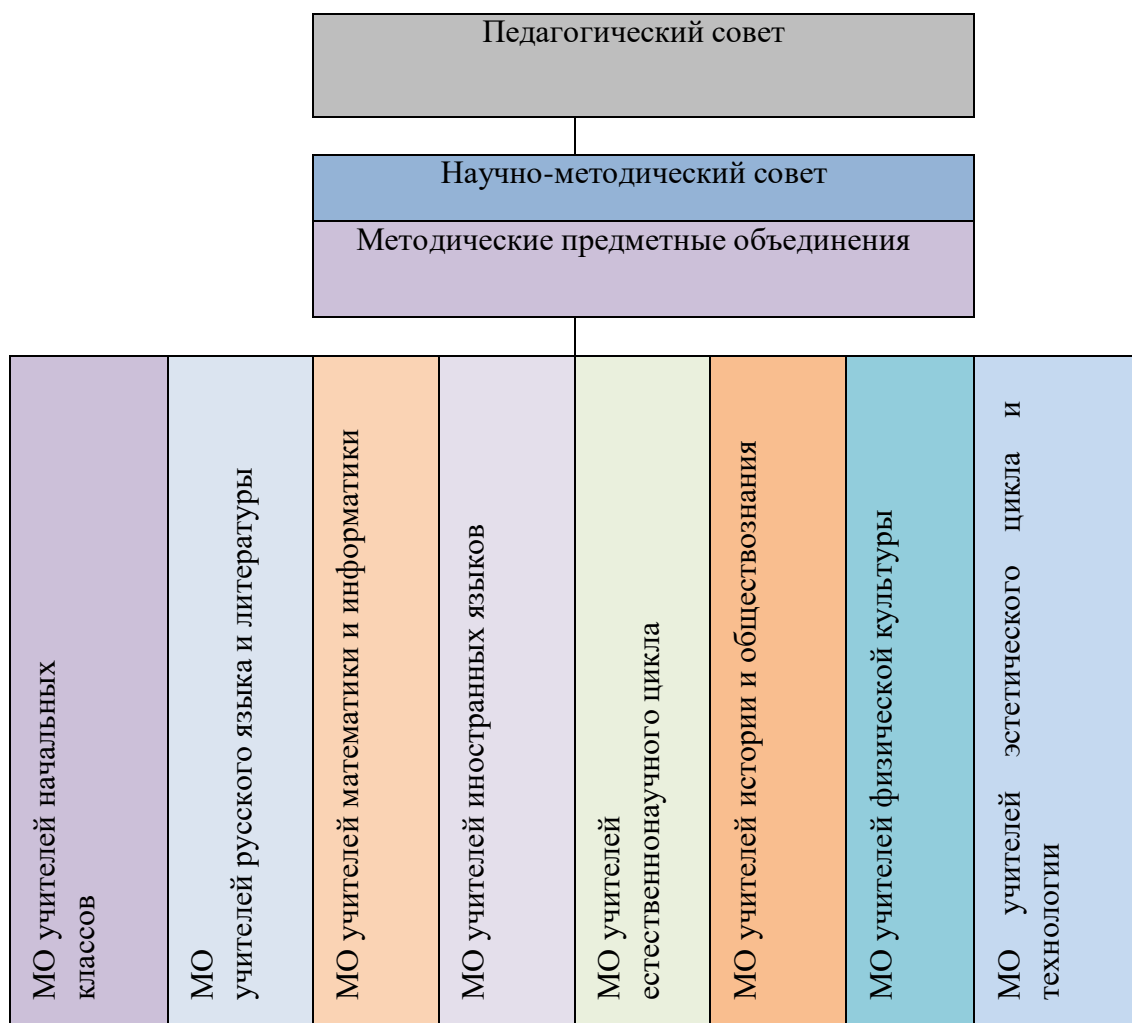 Педагогический совет
Научно-методический совет
Методические предметные объединения
МО учителей начальных
классов
МО
учителей русского языка и литературы
МО учителей математики и информатики
МО учителей иностранных языков
МО учителей
естественнонаучного цикла
МО учителей истории и обществознания
МО учителей физической культуры
МО учителей эстетического цикла и
технологии